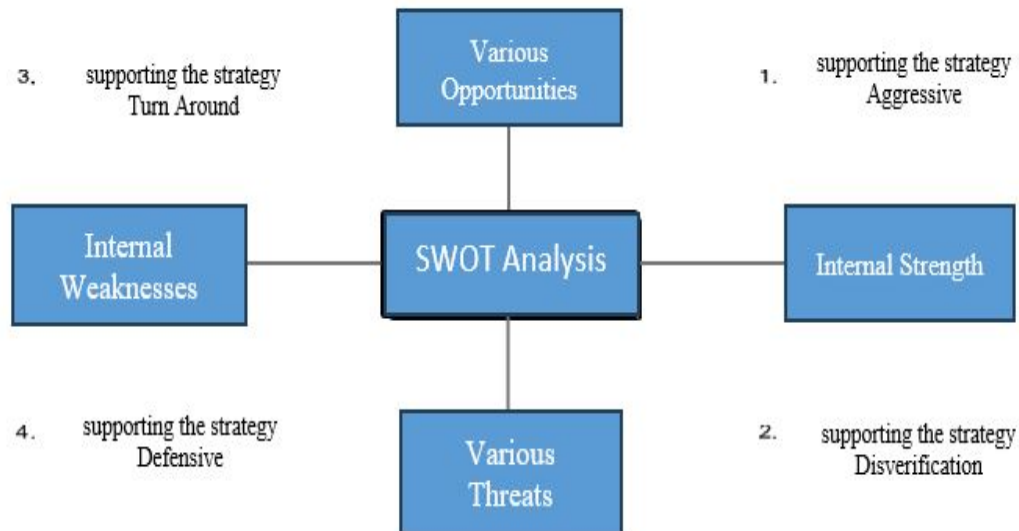 Various
Opportunities
3. supporting the strategy
Turn Around
1. supporting the strategy
Aggressive
Internal
Weaknesses
SWOT Analysis
Internal Strength
4. supporting the strategy
Defensive
Various
Threats
2. supporting the strategy
Disverification